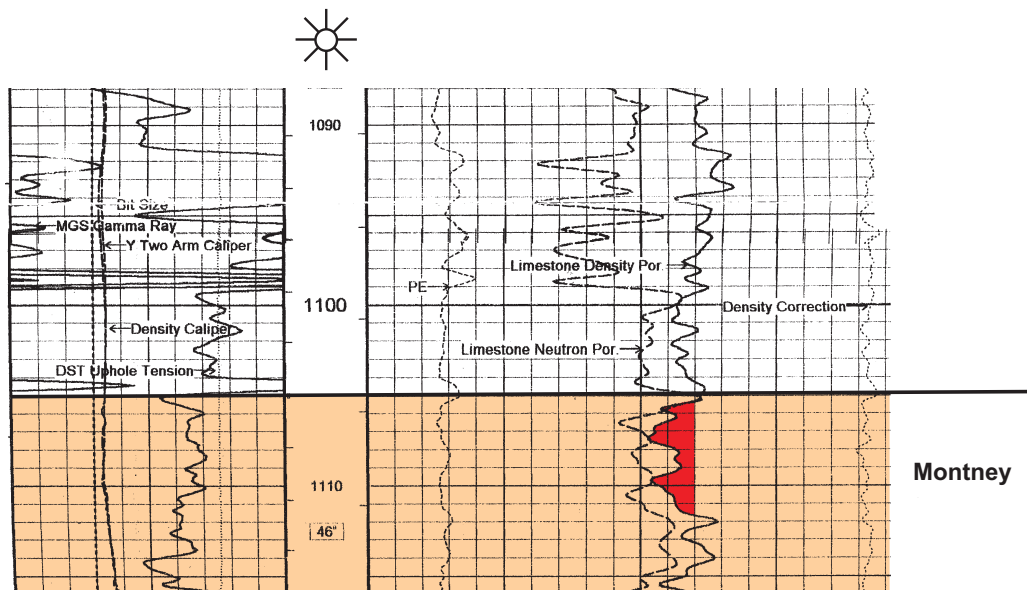 1090
Bit Size
MGS Gamma Ray
Y Two Arm Caliper
Limestone Density Por.
PE
1100
Density Correction
Density Caliper
Limestone Neutron Por.
DST Uphole Tension
Montney
1110
46"